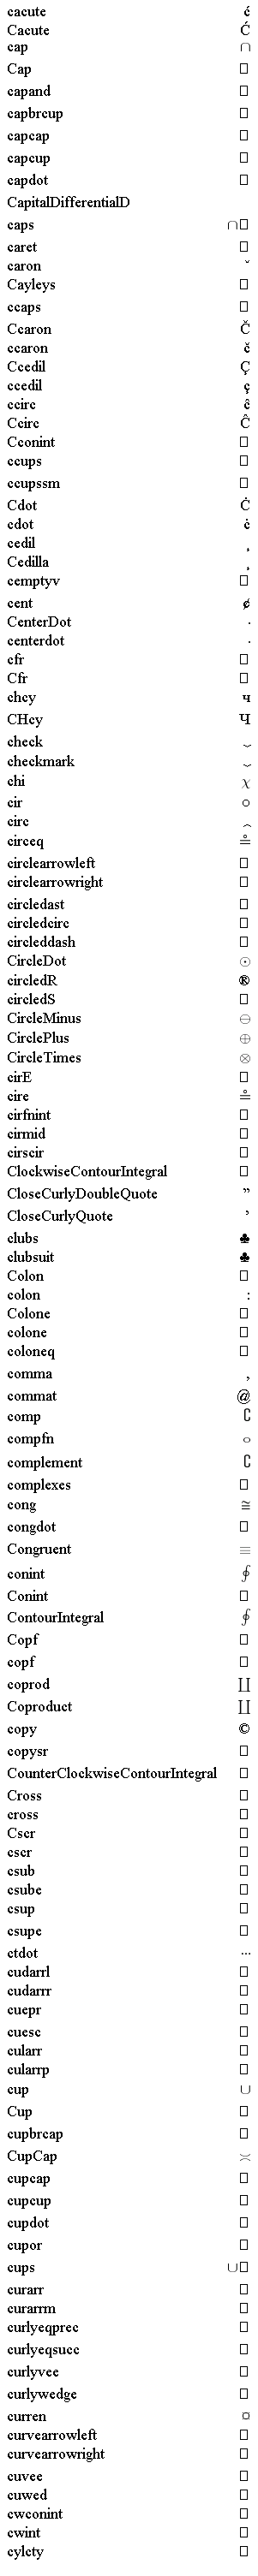 cacute ć
Cacute Ć
cap ∩
Cap □
capand □
capbrcup □
capcap □
capcup □
capdot □
CapitalDifferentialD
caps ∩□
caret □
caron ˇ
Cayleys □
ccaps □
Ccaron Č
ccaron č
Ccedil Ç
ccedil ç
ccirc ĉ
Ccirc Ĉ
Cconint □
ccups □
ccupssm □
Cdot Ċ
cdot ċ
cedil ¸
Cedilla ¸
cemptyv □
cent ¢
CenterDot ·
centerdot ·
cfr □
Cfr □
chcy ч
CHcy Ч
check ⌣
checkmark ⌣
chi χ
cir ○
circ ⌢
circeq ≗
circlearrowleft □
circlearrowright □
circledast □
circledcirc □
circleddash □
CircleDot ⊙
circledR ®
circledS □
CircleMinus ⊖
CirclePlus ⊕
CircleTimes ⊗
cirE □
cire ≗
cirfnint □
cirmid □
cirscir □
ClockwiseContourIntegral □
CloseCurlyDoubleQuote ”
CloseCurlyQuote ’
clubs ♣
clubsuit ♣
Colon □
colon :
Colone □
colone □
coloneq □
comma ,
commat @
comp ∁
compfn ○
complement ∁
complexes □
cong ≅
congdot □
Congruent ≡
conint ∮
Conint □
ContourIntegral ∮
Copf □
copf □
coprod ∐
Coproduct ∐
copy ©
copysr □
CounterClockwiseContourIntegral □
Cross □
cross □
Cscr □
cscr □
csub □
csube □
csup □
csupe □
ctdot ⋯
cudarrl □
cudarrr □
cuepr □
cuesc □
cularr □
cularrp □
cup ∪
Cup □
cupbrcap □
CupCap ≍
cupcap □
cupcup □
cupdot □
cupor □
cups ∪□
curarr □
curarrm □
curlyeqprec □
curlyeqsucc □
curlyvee □
curlywedge □
curren ¤
curvearrowleft □
curvearrowright □
cuvee □
cuwed □
cwconint □
cwint □
cylcty □